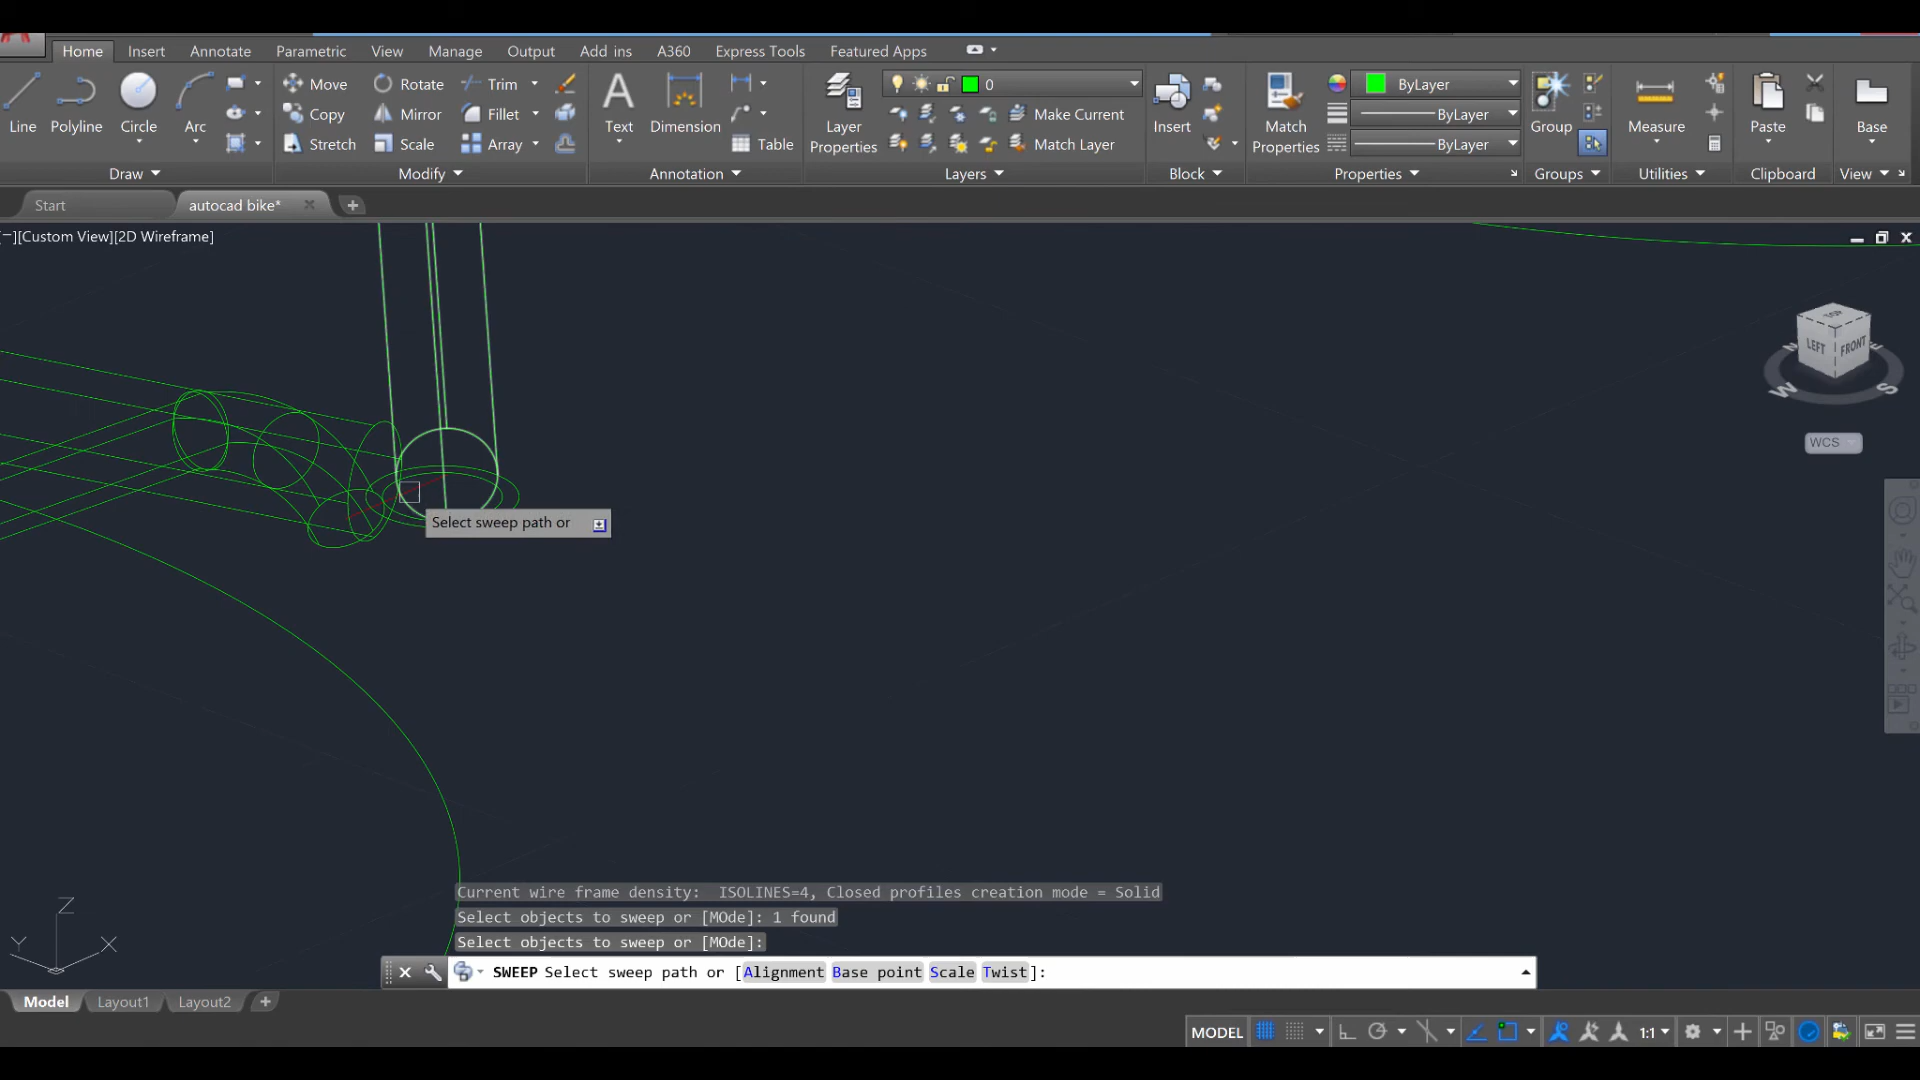 Home Insert Annotate Parametric View Manage Output Add ins A360 Express Tools Featured Apps
Move Rotate Trim 0 ByLayer
Copy Mirror Fillet Make Current ByLayer
Line Polyline Circle Arc Text Dimension Layer Properties Insert Match Properties Group Measure Paste Base
Stretch Scale Array Table Match Layer ByLayer
Draw Modify Annotation Layers Block Properties Groups Utilities Clipboard View
Start autocad bike*
[−][Custom View][2D Wireframe]
TOP
LEFT FRONT
N E
W S
WCS
Select sweep path or
Z
Y X
Current wire frame density: ISOLINES=4, Closed profiles creation mode = Solid
Select objects to sweep or [MOde]: 1 found
Select objects to sweep or [MOde]:
SWEEP Select sweep path or [Alignment Base point Scale Twist]:
Model Layout1 Layout2
MODEL 1:1